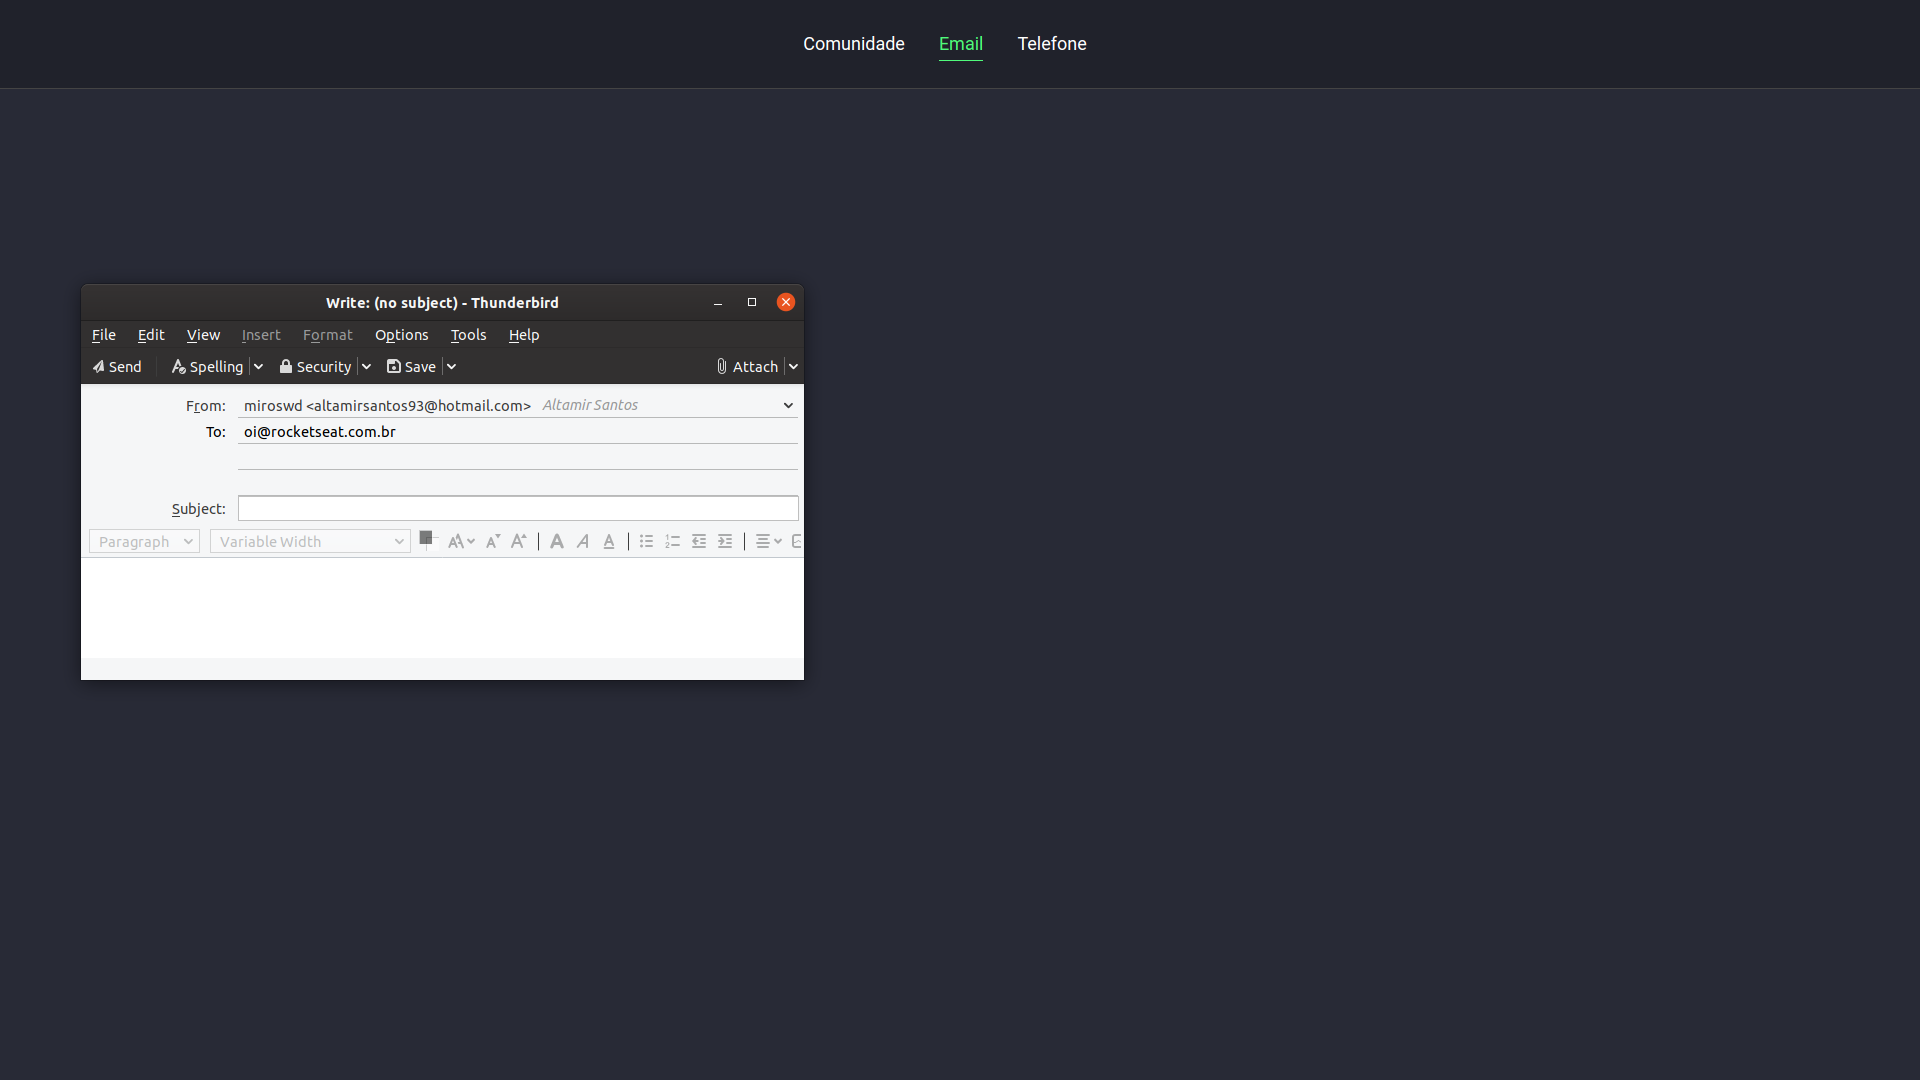 Comunidade Email Telefone
Write: (no subject) - Thunderbird
File Edit View Insert Format Options Tools Help
Send Spelling Security Save Attach
From: miroswd <altamirsantos93@hotmail.com> Altamir Santos
To: oi@rocketseat.com.br
Subject:
Paragraph Variable Width